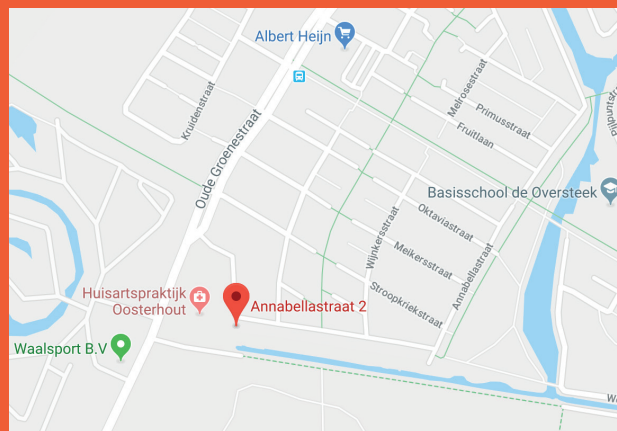 Albert Heijn
Kruidenstraat
Melrosestraat
Primusstraat
Fruitlaan
Oude Groenestraat
Basisschool de Oversteek
Oktaviastraat
Wijnkersstraat
Meikersstraat
Annabellastraat
Stroopkriekstraat
Huisartspraktijk
Oosterhout
Annabellastraat 2
Waalsport B.V